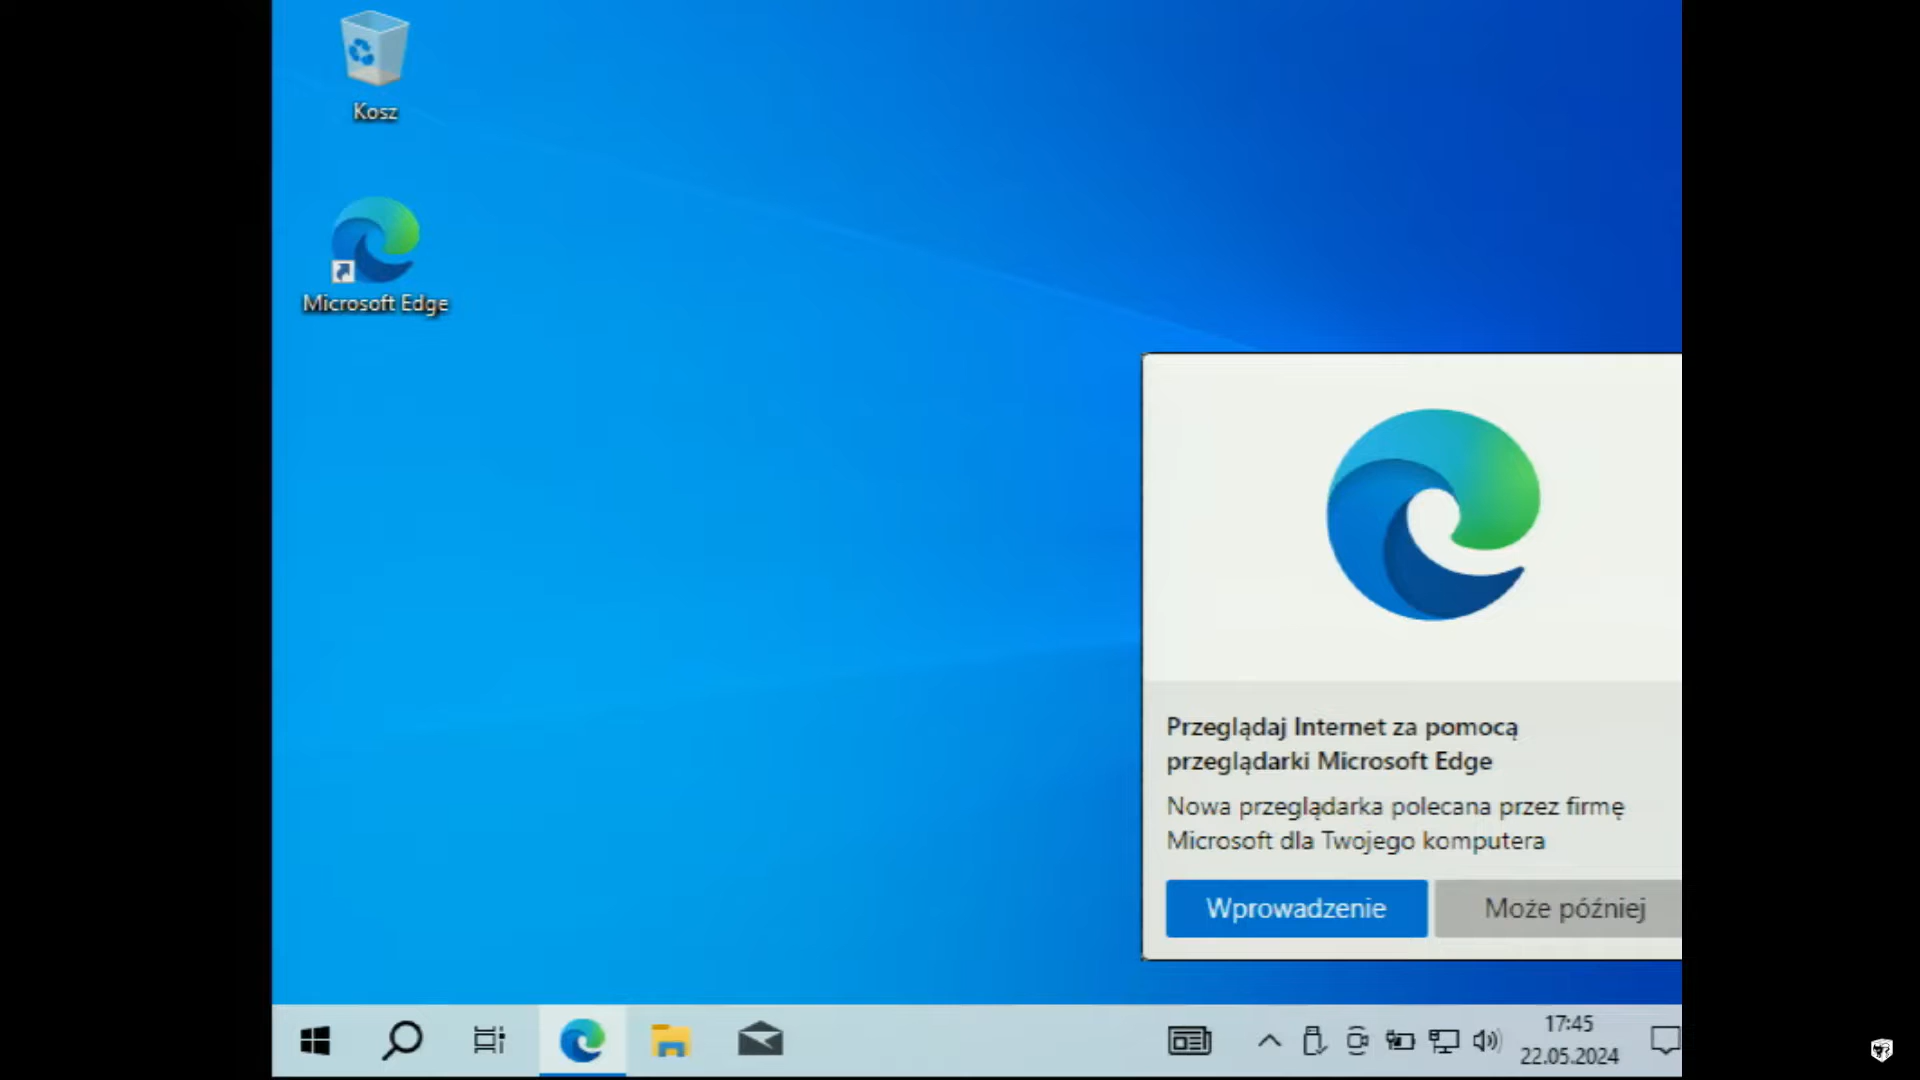 Kosz
Microsoft Edge
Przeglądaj Internet za pomocą
przeglądarki Microsoft Edge
Nowa przeglądarka polecana przez firmę
Microsoft dla Twojego komputera
Wprowadzenie
Może później
17:45
22.05.2024